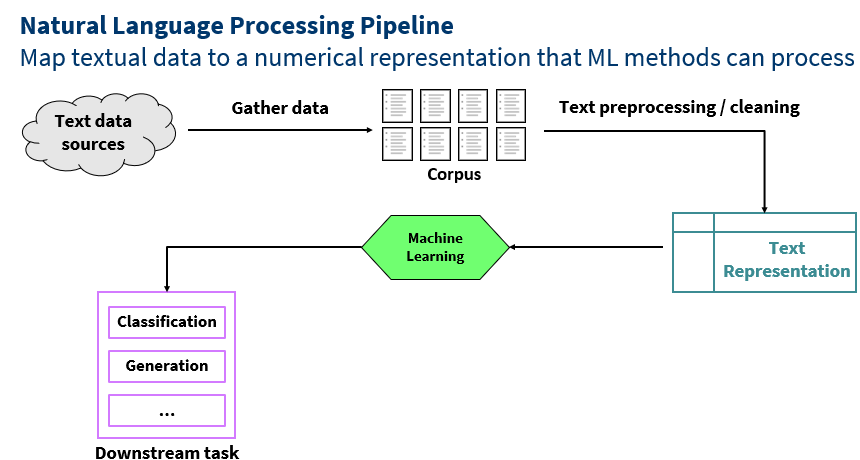 Natural Language Processing Pipeline
Map textual data to a numerical representation that ML methods can process
Text data
sources
Gather data
Corpus
Text preprocessing / cleaning
Text
Representation
Machine
Learning
Classification
Generation
...
Downstream task